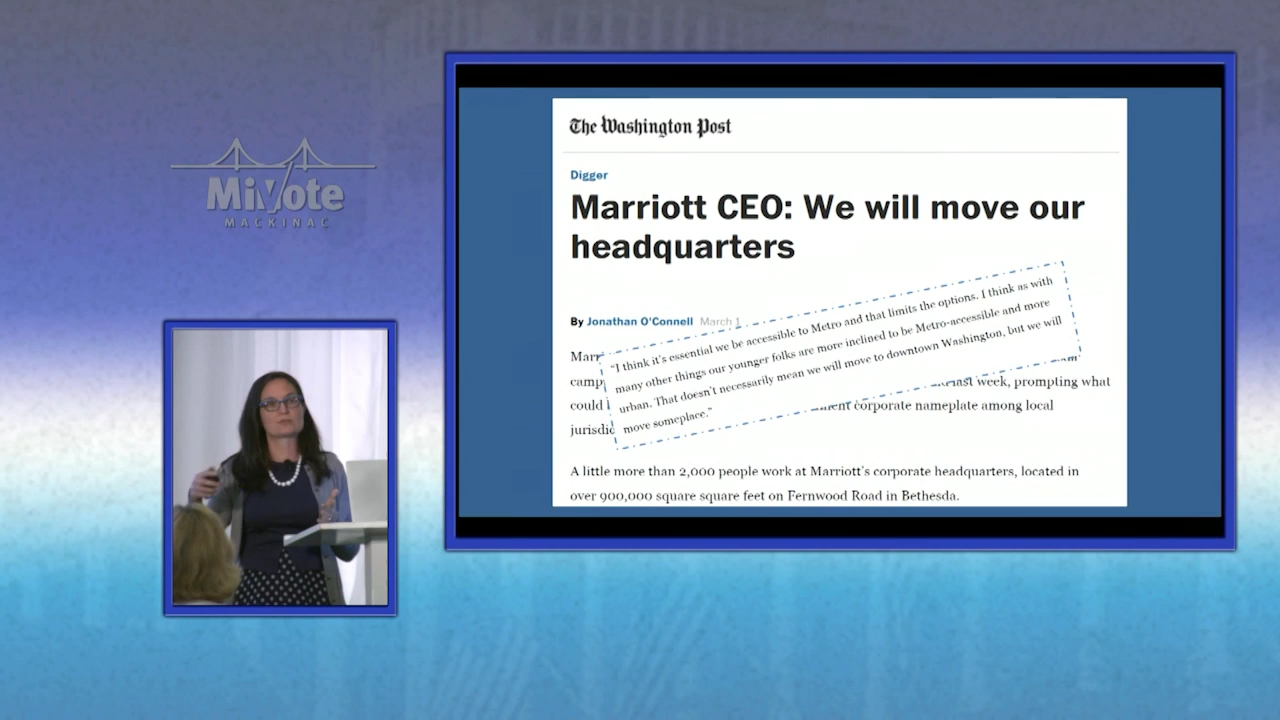 MiVote
MACKINAC
The Washington Post
Digger
Marriott CEO: We will move our
headquarters
By Jonathan O'Connell March 1
"I think it's essential we be accessible to Metro and that limits the options. I think as with
many other things our younger folks are more inclined to be Metro-accessible and more
urban. That doesn't necessarily mean we will move to downtown Washington, but we will
move someplace."
Marr
camp last week, prompting what
could corporate nameplate among local
jurisdic
A little more than 2,000 people work at Marriott's corporate headquarters, located in
over 900,000 square square feet on Fernwood Road in Bethesda.